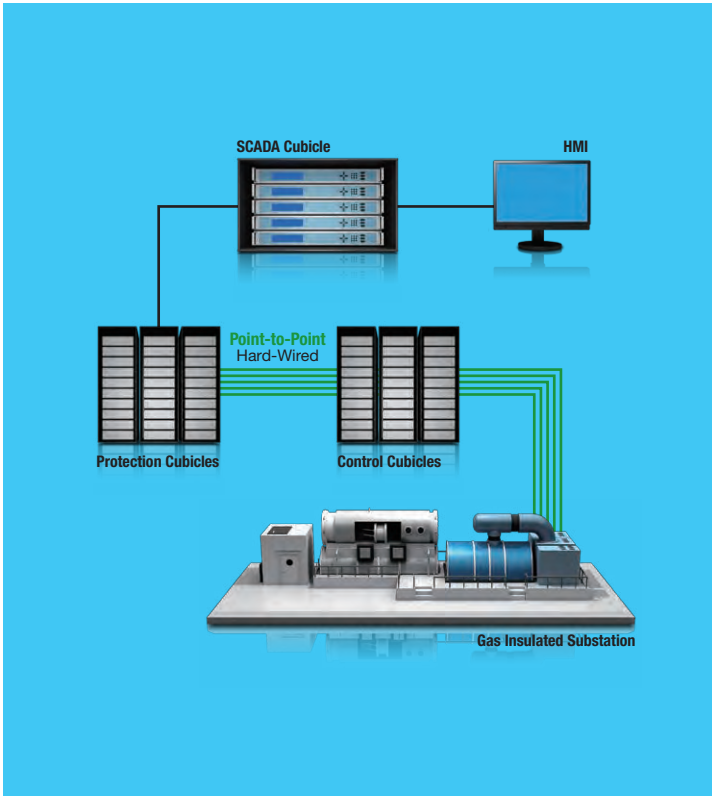 SCADA Cubicle
HMI
Point-to-Point
Hard-Wired
Protection Cubicles
Control Cubicles
Gas Insulated Substation